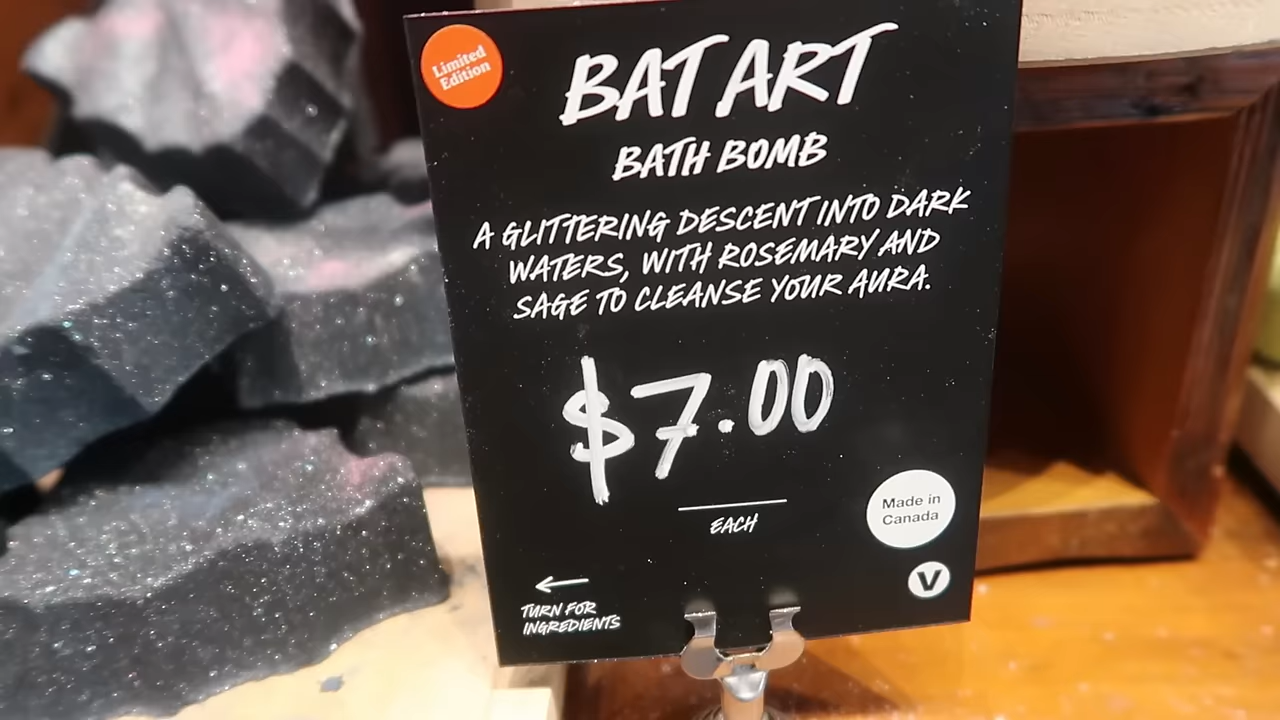 Limited
Edition
BAT ART
BATH BOMB
A GLITTERING DESCENT INTO DARK
WATERS, WITH ROSEMARY AND
SAGE TO CLEANSE YOUR AURA.
$7.00
EACH
Made in
Canada
V
TURN FOR
INGREDIENTS